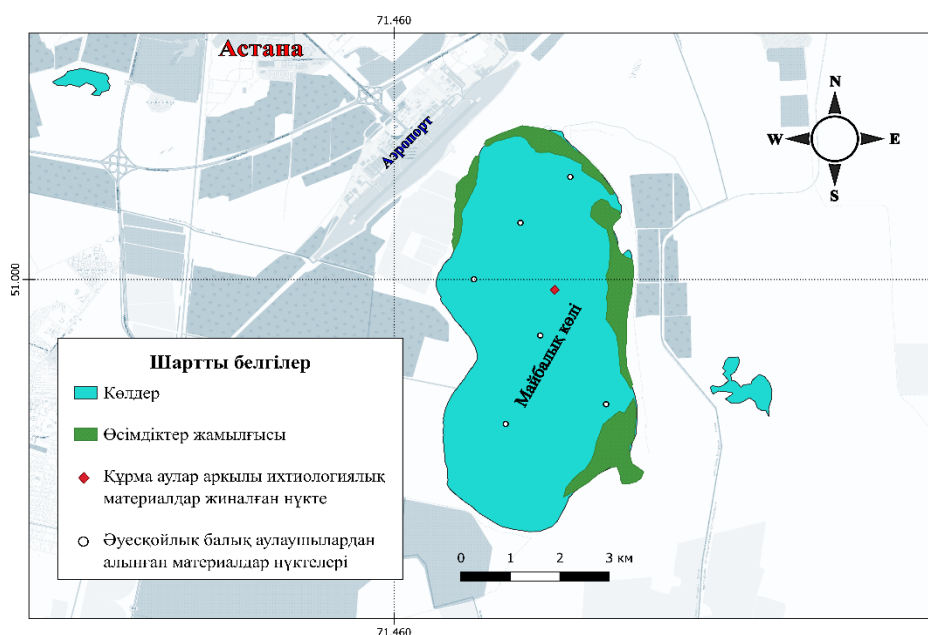 71.460
Астана
Аэропорт
N
W E
S
51.000
Майбалық көлі
Шартты белгілер
Көлдер
Өсімдіктер жамылғысы
Құрма аулар арқылы ихтиологиялық
материалдар жиналған нүкте
Әуесқойлық балық аулаушылардан
алынған материалдар нүктелері
0 1 2 3 км
71.460